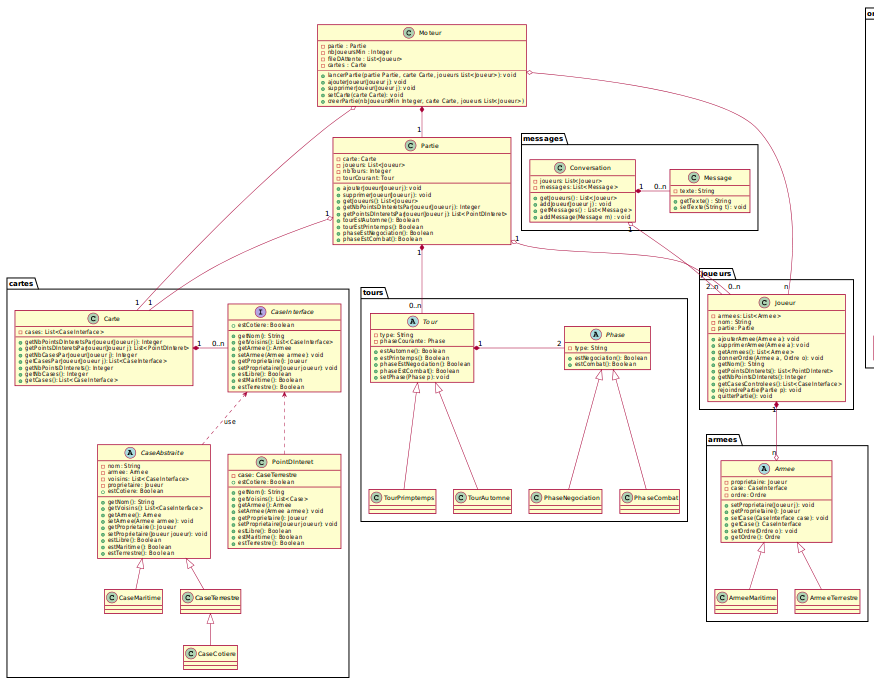 Moteur
partie : Partie
nbJoueursMin : Integer
fileDAttente : List<Joueur>
cartes : Carte
lancerPartie(partie Partie, carte Carte, joueurs List<Joueur>): void
ajouterJoueur(Joueur j): void
supprimerJoueur(Joueur j): void
setCarte(carte Carte): void
creerPartie(nbJoueursMin Integer, carte Carte, joueurs List<Joueur>)
1
Partie
carte: Carte
joueurs: List<Joueur>
nbTours: Integer
tourCourant: Tour
ajouterJoueur(Joueur j): void
supprimerJoueur(Joueur j): void
getJoueurs(): List<Joueur>
getNbPointsDInteretsPar(Joueur Joueur j): Integer
getPointsDInteretsPar(Joueur Joueur j): List<PointDInteret>
tourEstAutomne(): Boolean
tourEstPrintemps(): Boolean
phaseEstNegociation(): Boolean
phaseEstCombat(): Boolean
1
1
1
messages
Conversation
joueurs: List<Joueur>
messages: List<Message>
getJoueurs(): List<Joueur>
addJoueur(Joueur j): void
getMessages(): List<Message>
addMessage(Message m): void
1
0..n
1
Message
texte: String
getTexte(): String
setTexte(String t): void
cartes
1
1
Carte
cases: List<CaseInterface>
getNbPointsDInteretsParJoueur(Joueur j): Integer
getPointsDInteretsParJoueur(Joueur j): List<PointDInteret>
getNbCasesParJoueur(Joueur j): Integer
getCasesParJoueur(Joueur j): List<CaseInterface>
getNbPointsDInterets(): Integer
getNbCases(): Integer
getCases(): List<CaseInterface>
1
0..n
CaseInterface
estCotiere: Boolean
getNom(): String
getVoisins(): List<CaseInterface>
getArmee(): Armee
setArmee(Armee armee): void
getProprietaire(): Joueur
setProprietaire(Joueur joueur): void
estLibre(): Boolean
estMaritime(): Boolean
estTerrestre(): Boolean
use
CaseAbstraite
nom: String
armee: Armee
voisins: List<CaseInterface>
proprietaire: Joueur
estCotiere: Boolean
getNom(): String
getVoisins(): List<CaseInterface>
getArmee(): Armee
setArmee(Armee armee): void
getProprietaire(): Joueur
setProprietaire(Joueur joueur): void
estLibre(): Boolean
estMaritime(): Boolean
estTerrestre(): Boolean
PointDInteret
case: CaseTerrestre
estCotiere: Boolean
getNom(): String
getVoisins(): List<Case>
getArmee(): Armee
setArmee(Armee armee): void
getProprietaire(): Joueur
setProprietaire(Joueur joueur): void
estLibre(): Boolean
estMaritime(): Boolean
estTerrestre(): Boolean
CaseMaritime
CaseTerrestre
CaseCotiere
tours
0..n
Tour
type: String
phaseCourante: Phase
estAutomne(): Boolean
estPrintemps(): Boolean
phaseEstNegociation(): Boolean
phaseEstCombat(): Boolean
setPhase(Phase p): void
1
2
Phase
type: String
estNegociation(): Boolean
estCombat(): Boolean
TourPrimptemps
TourAutomne
PhaseNegociation
PhaseCombat
joueurs
2..n
0..n
n
Joueur
armees: List<Armee>
nom: String
partie: Partie
ajouterArmee(Armee a): void
supprimerArmee(Armee a): void
getArmees(): List<Armee>
donnerOrdre(Armee a, Ordre o): void
getNom(): String
getPointsDInterets(): List<PointDInteret>
getNbPointsDInterets(): Integer
getCasesControlees(): List<CaseInterface>
rejoindrePartie(Partie p): void
quitterPartie(): void
1
armees
n
Armee
proprietaire: Joueur
case: CaseInterface
ordre: Ordre
setProprietaire(Joueur j): void
getProprietaire(): Joueur
setCase(CaseInterface case): void
getCase(): CaseInterface
setOrdre(Ordre o): void
getOrdre(): Ordre
ArmeeMaritime
ArmeeTerrestre